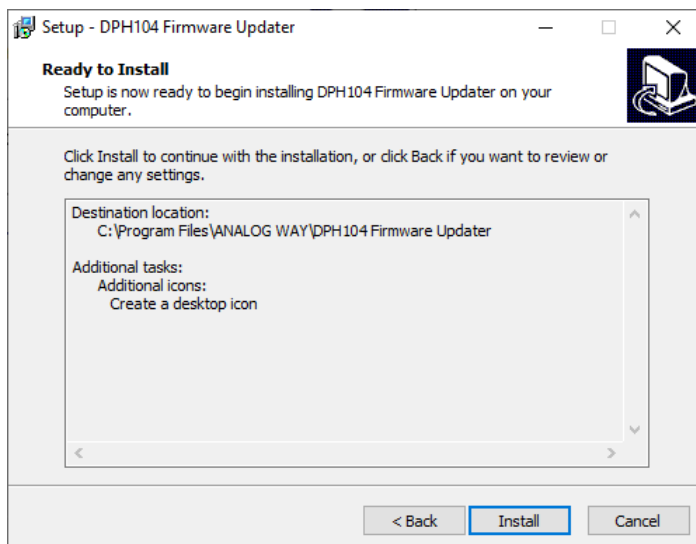 Setup - DPH104 Firmware Updater
Ready to Install
Setup is now ready to begin installing DPH104 Firmware Updater on your
computer.
Click Install to continue with the installation, or click Back if you want to review or
change any settings.
Destination location:
C:\Program Files\ANALOG WAY\DPH104 Firmware Updater
Additional tasks:
Additional icons:
Create a desktop icon
< Back
Install
Cancel